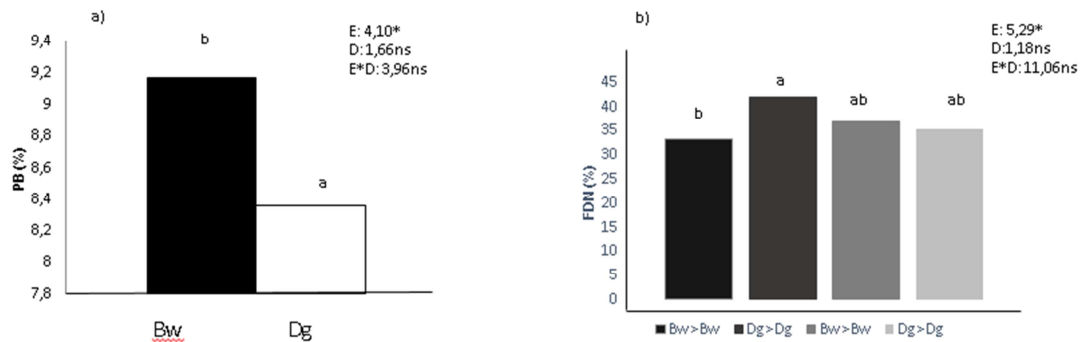 a)
E: 4,10*
D: 1,66ns
E*D: 3,96ns
9,4
9,2
9
8,8
8,6
8,4
8,2
8
7,8
PB (%)
b
a
Bw
Dg
b)
E: 5,29*
D:1,18ns
E*D:11,06ns
45
40
35
30
25
20
15
10
5
0
FDN (%)
b
a
ab
ab
Bw>Bw Dg>Dg Bw>Bw Dg>Dg